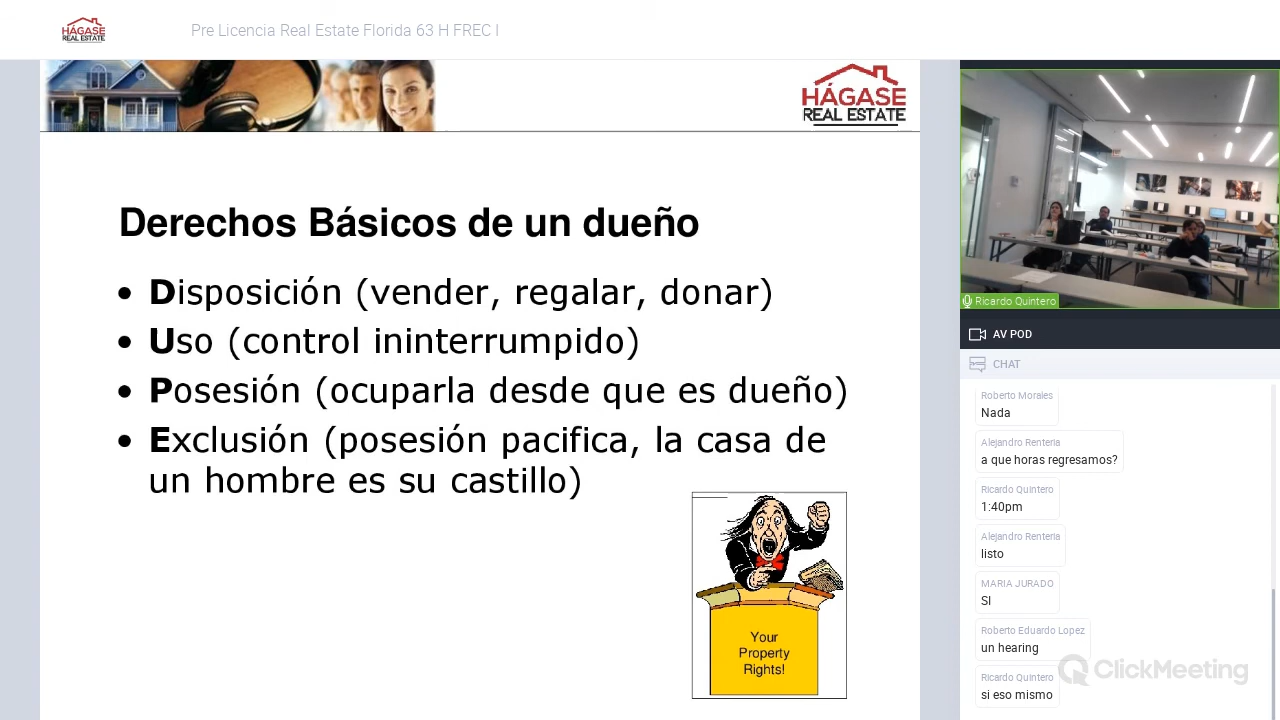 HÁGASE
REAL ESTATE
Pre Licencia Real Estate Florida 63 H FREC I
HÁGASE
REAL ESTATE
Derechos Básicos de un dueño
• Disposición (vender, regalar, donar)
• Uso (control ininterrumpido)
• Posesión (ocuparla desde que es dueño)
• Exclusión (posesión pacifica, la casa de
un hombre es su castillo)
Your
Property
Rights!
Ricardo Quintero
AV POD
CHAT
Roberto Morales
Nada
Alejandro Renteria
a que horas regresamos?
Ricardo Quintero
1:40pm
Alejandro Renteria
listo
MARIA JURADO
SI
Roberto Eduardo Lopez
un hearing
Ricardo Quintero
si eso mismo
ClickMeeting